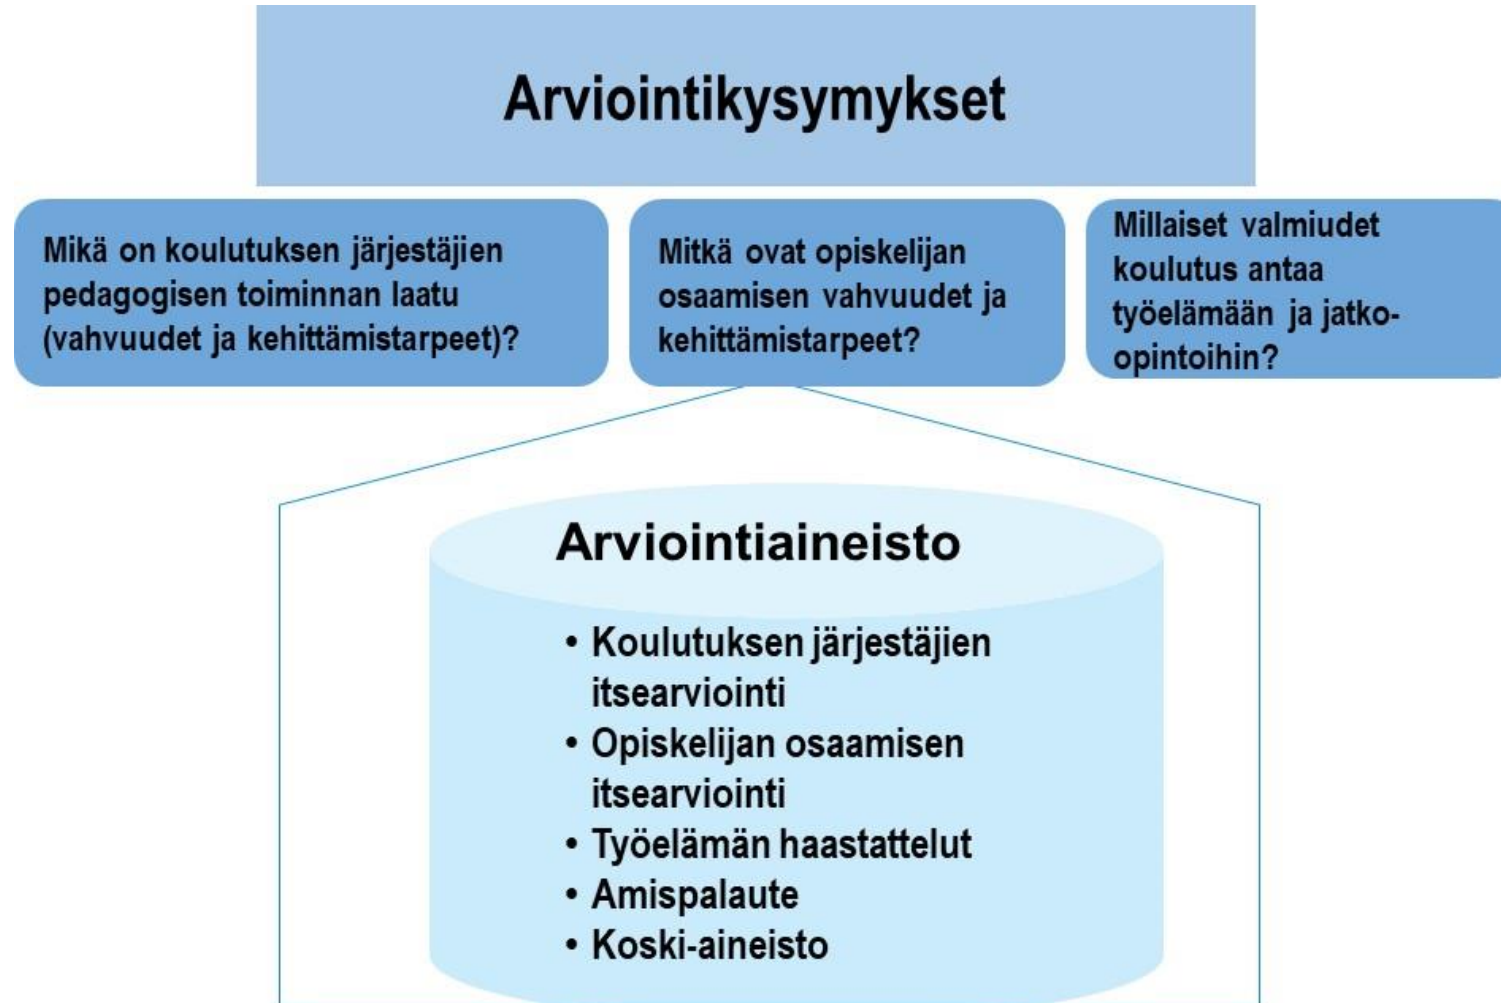 Arviointikysymykset
Mikä on koulutuksen järjestäjien
pedagogisen toiminnan laatu
(vahvuudet ja kehittämistarpeet)?
Mitkä ovat opiskelijan
osaamisen vahvuudet ja
kehittämistarpeet?
Millaiset valmiudet
koulutus antaa
työelämään ja jatko-
opintoihin?
Arviointiaineisto
• Koulutuksen järjestäjien
itsearviointi
• Opiskelijan osaamisen
itsearviointi
• Työelämän haastattelut
• Amispalaute
• Koski-aineisto